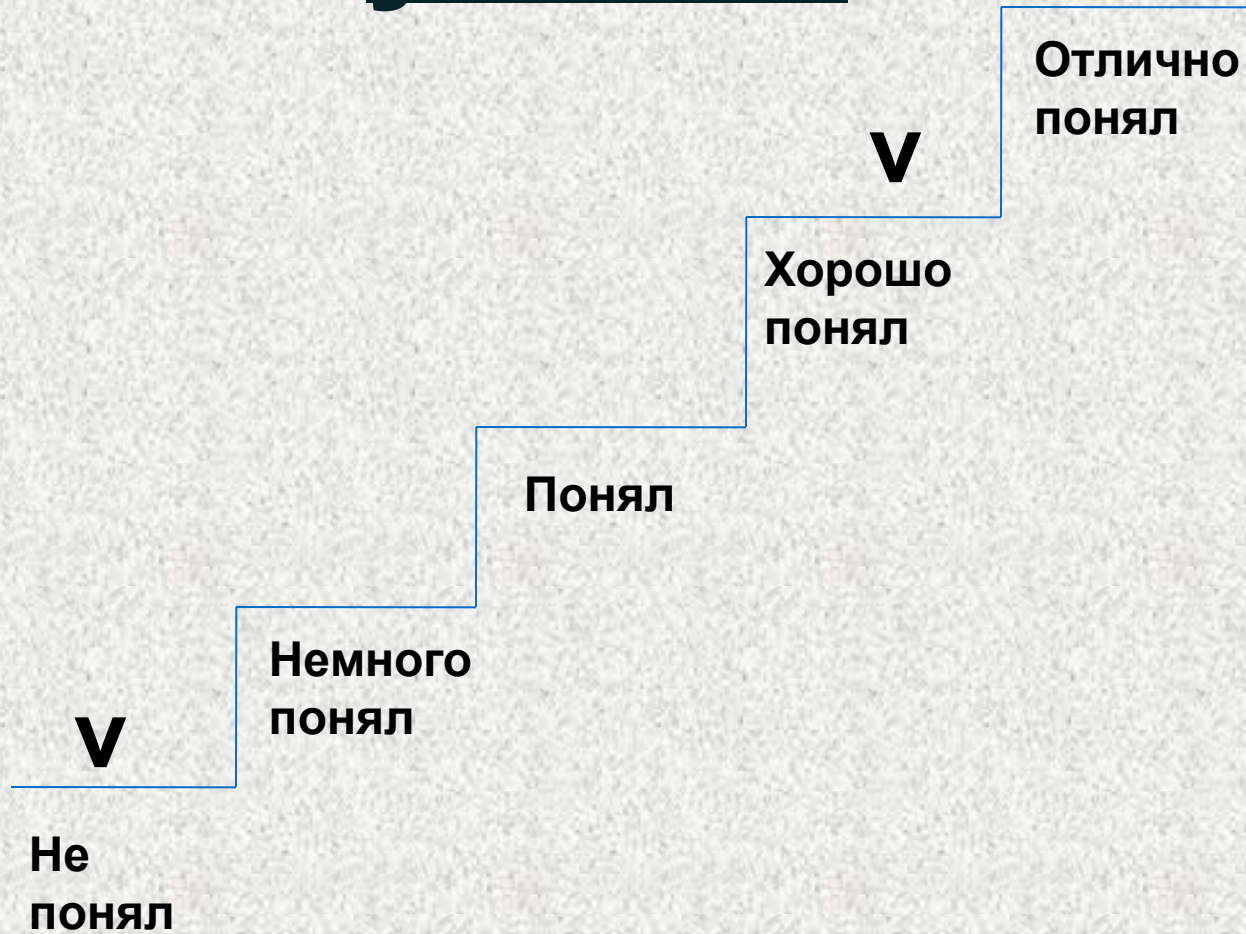 Отлично
понял
V
Хорошо
понял
Понял
Немного
понял
V
Не
понял